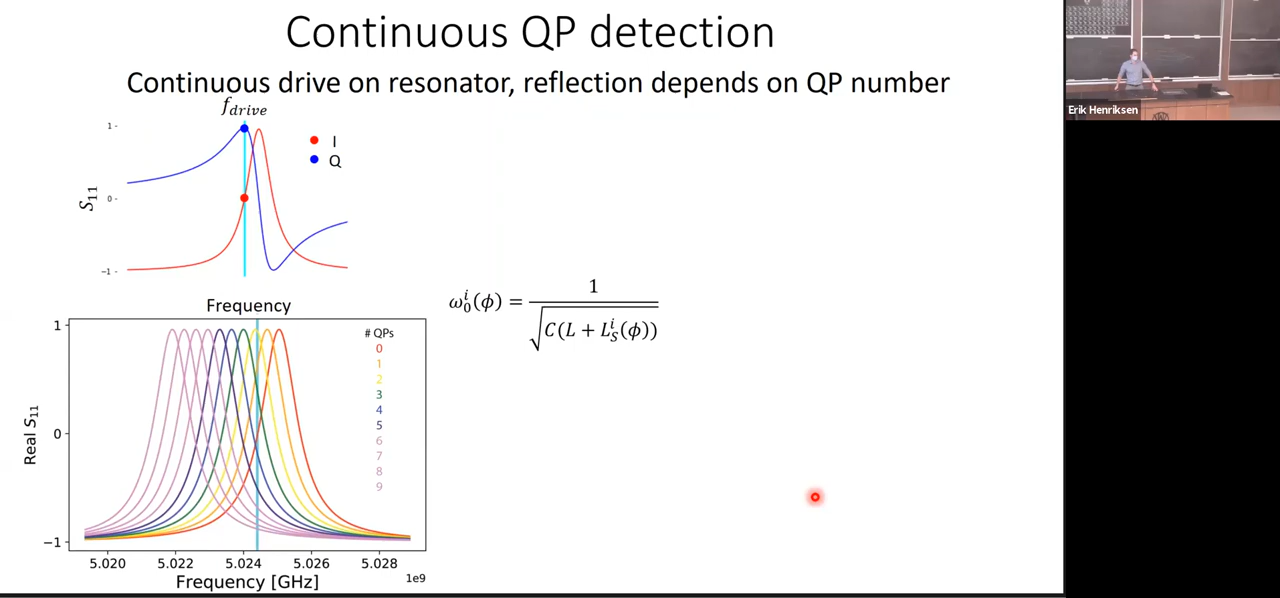 Continuous QP detection
Continuous drive on resonator, reflection depends on QP number
f_drive
1
0
−1
S₁₁
I
Q
Frequency
ω₀ⁱ(ϕ) = 1 / √(C(L + L_Sⁱ(ϕ)))
1
0
−1
Real S₁₁
# QPs
0
1
2
3
4
5
6
7
8
9
5.020 5.022 5.024 5.026 5.028
1e9
Frequency [GHz]
Erik Henriksen